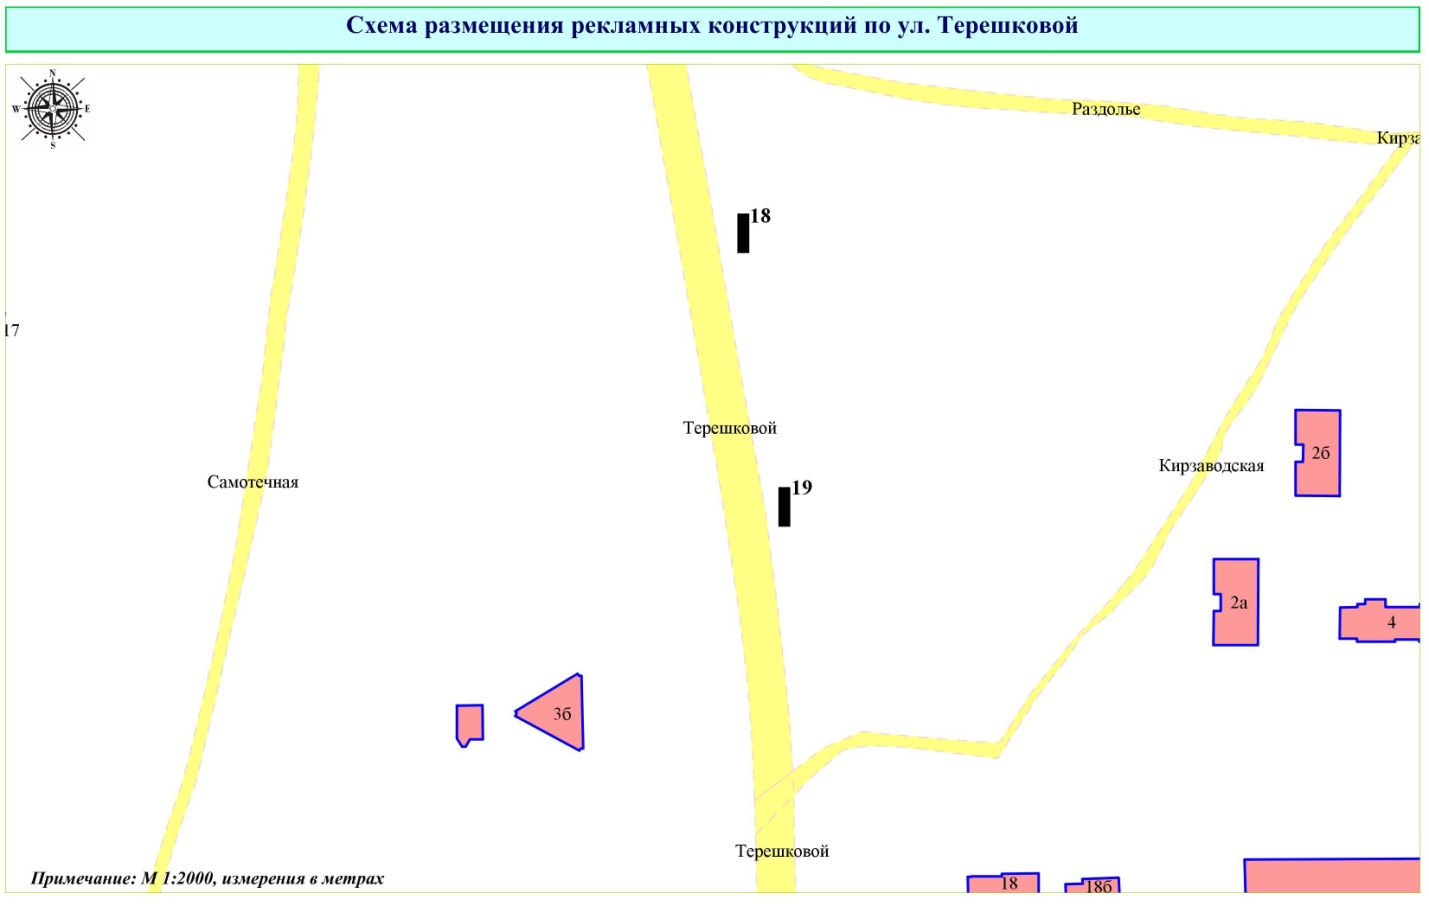 Схема размещения рекламных конструкций по ул. Терешковой
N
W E
S
Раздолье
Кирза
18
17
Терешковой
2б
Кирзаводская
Самотечная
19
2а
4
3б
Терешковой
Примечание: М 1:2000, измерения в метрах
18
18б